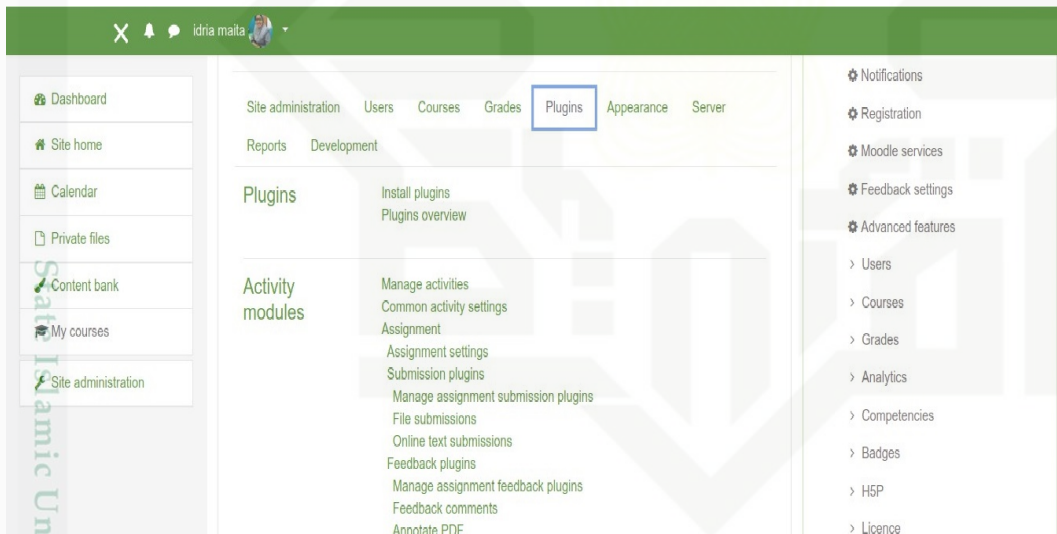 idria maita
Dashboard
Site home
Calendar
Private files
Content bank
My courses
Site administration
Site administration Users Courses Grades Plugins Appearance Server
Reports Development
Plugins
Install plugins
Plugins overview
Activity
modules
Manage activities
Common activity settings
Assignment
Assignment settings
Submission plugins
Manage assignment submission plugins
File submissions
Online text submissions
Feedback plugins
Manage assignment feedback plugins
Feedback comments
Annotate PDF
Notifications
Registration
Moodle services
Feedback settings
Advanced features
Users
Courses
Grades
Analytics
Competencies
Badges
H5P
Licence
State Islamic Un